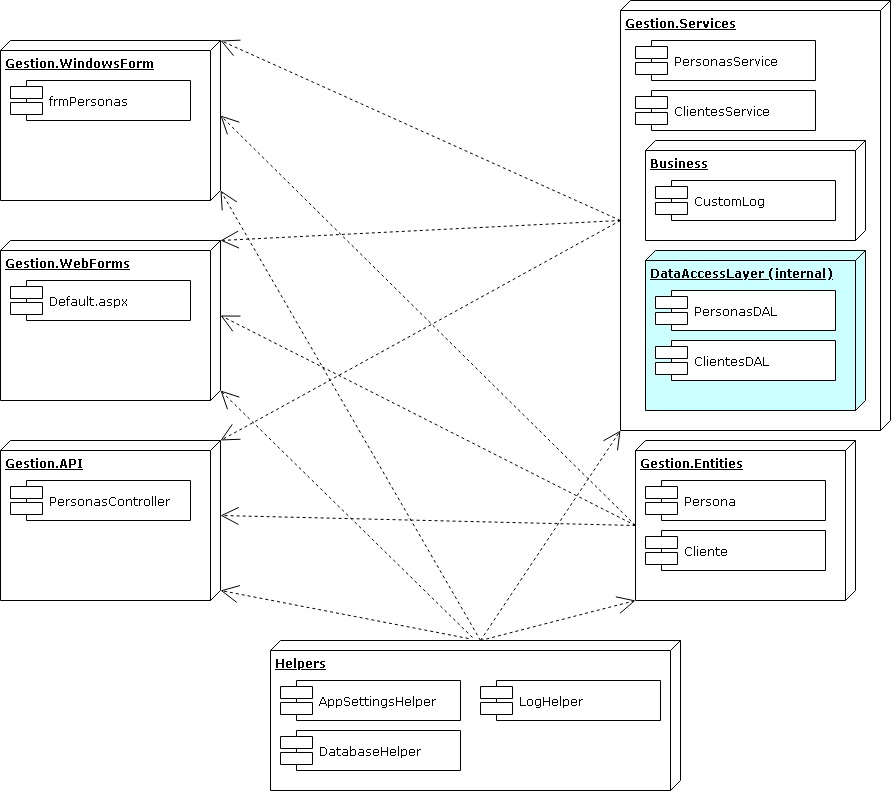 Gestion.WindowsForm
frmPersonas
Gestion.WebForms
Default.aspx
Gestion.API
PersonasController
Gestion.Services
PersonasService
ClientesService
Business
CustomLog
DataAccessLayer (internal)
PersonasDAL
ClientesDAL
Gestion.Entities
Persona
Cliente
Helpers
AppSettingsHelper
LogHelper
DatabaseHelper